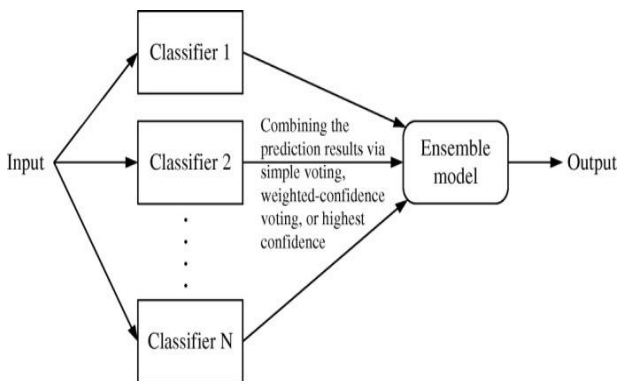 Classifier 1
Input
Classifier 2
Combining the
prediction results via
simple voting,
weighted-confidence
voting, or highest
confidence
Ensemble
model
Output
Classifier N